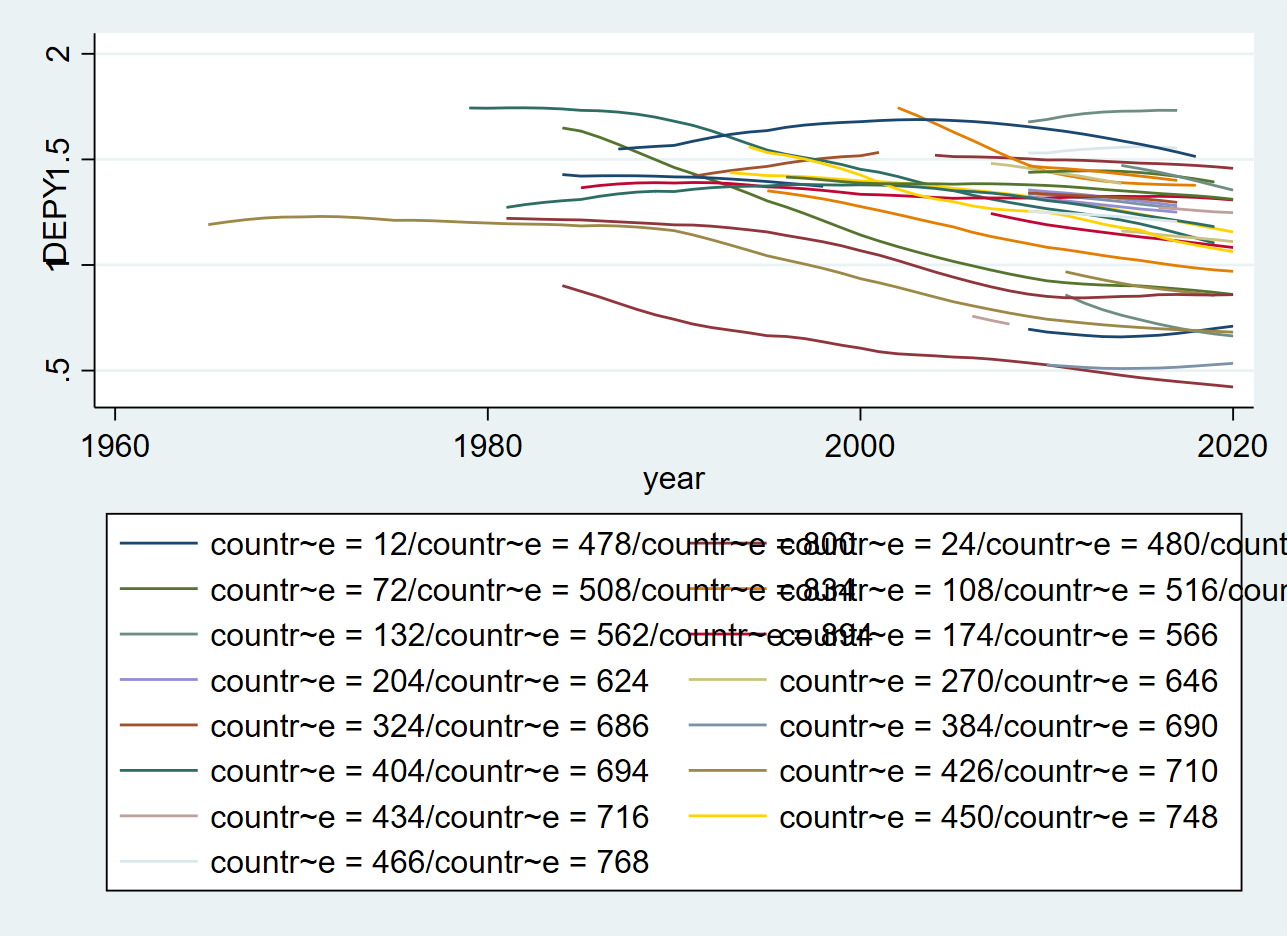 2
1.5
1
.5
DEPY
1960 1980 2000 2020
year
countr~e = 12/countr~e = 478/countr~e = 800 countr~e = 24/countr~e = 480/count
countr~e = 72/countr~e = 508/countr~e = 834 countr~e = 108/countr~e = 516/coun
countr~e = 132/countr~e = 562/countr~e = 894 countr~e = 174/countr~e = 566
countr~e = 204/countr~e = 624 countr~e = 270/countr~e = 646
countr~e = 324/countr~e = 686 countr~e = 384/countr~e = 690
countr~e = 404/countr~e = 694 countr~e = 426/countr~e = 710
countr~e = 434/countr~e = 716 countr~e = 450/countr~e = 748
countr~e = 466/countr~e = 768